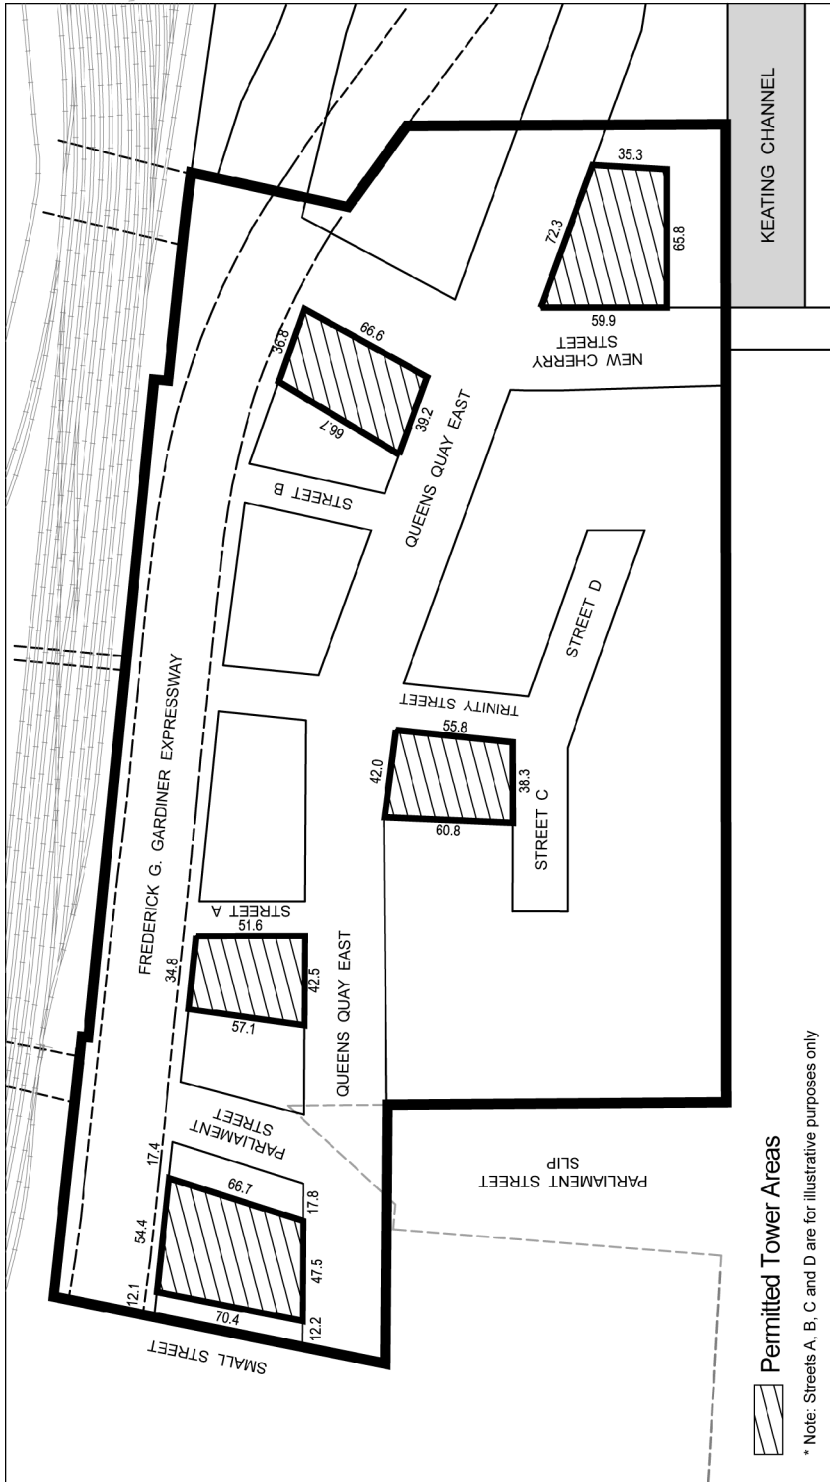 KEATING CHANNEL
35.3
72.3
65.8
59.9
NEW CHERRY
STREET
36.8
66.6
66.7
39.2
QUEENS QUAY EAST
STREET B
STREET D
TRINITY STREET
55.8
42.0
38.3
60.8
STREET C
FREDERICK G. GARDINER EXPRESSWAY
STREET A
51.6
34.8
42.5
57.1
QUEENS QUAY EAST
PARLIAMENT
STREET
17.4
66.7
17.8
54.4
47.5
12.1
70.4
12.2
SMALL STREET
PARLIAMENT STREET
SLIP
Permitted Tower Areas
* Note: Streets A, B, C and D are for illustrative purposes only